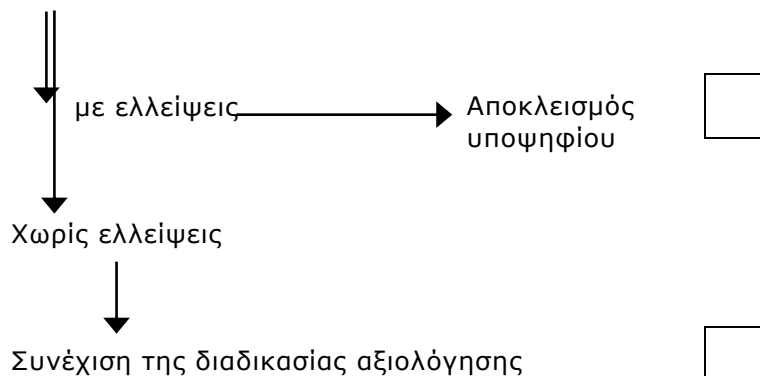 με ελλείψεις
Αποκλεισμός
υποψηφίου
Χωρίς ελλείψεις
Συνέχιση της διαδικασίας αξιολόγησης